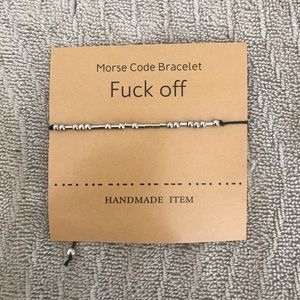 Morse Code Bracelet
Fuck off
HANDMADE ITEM